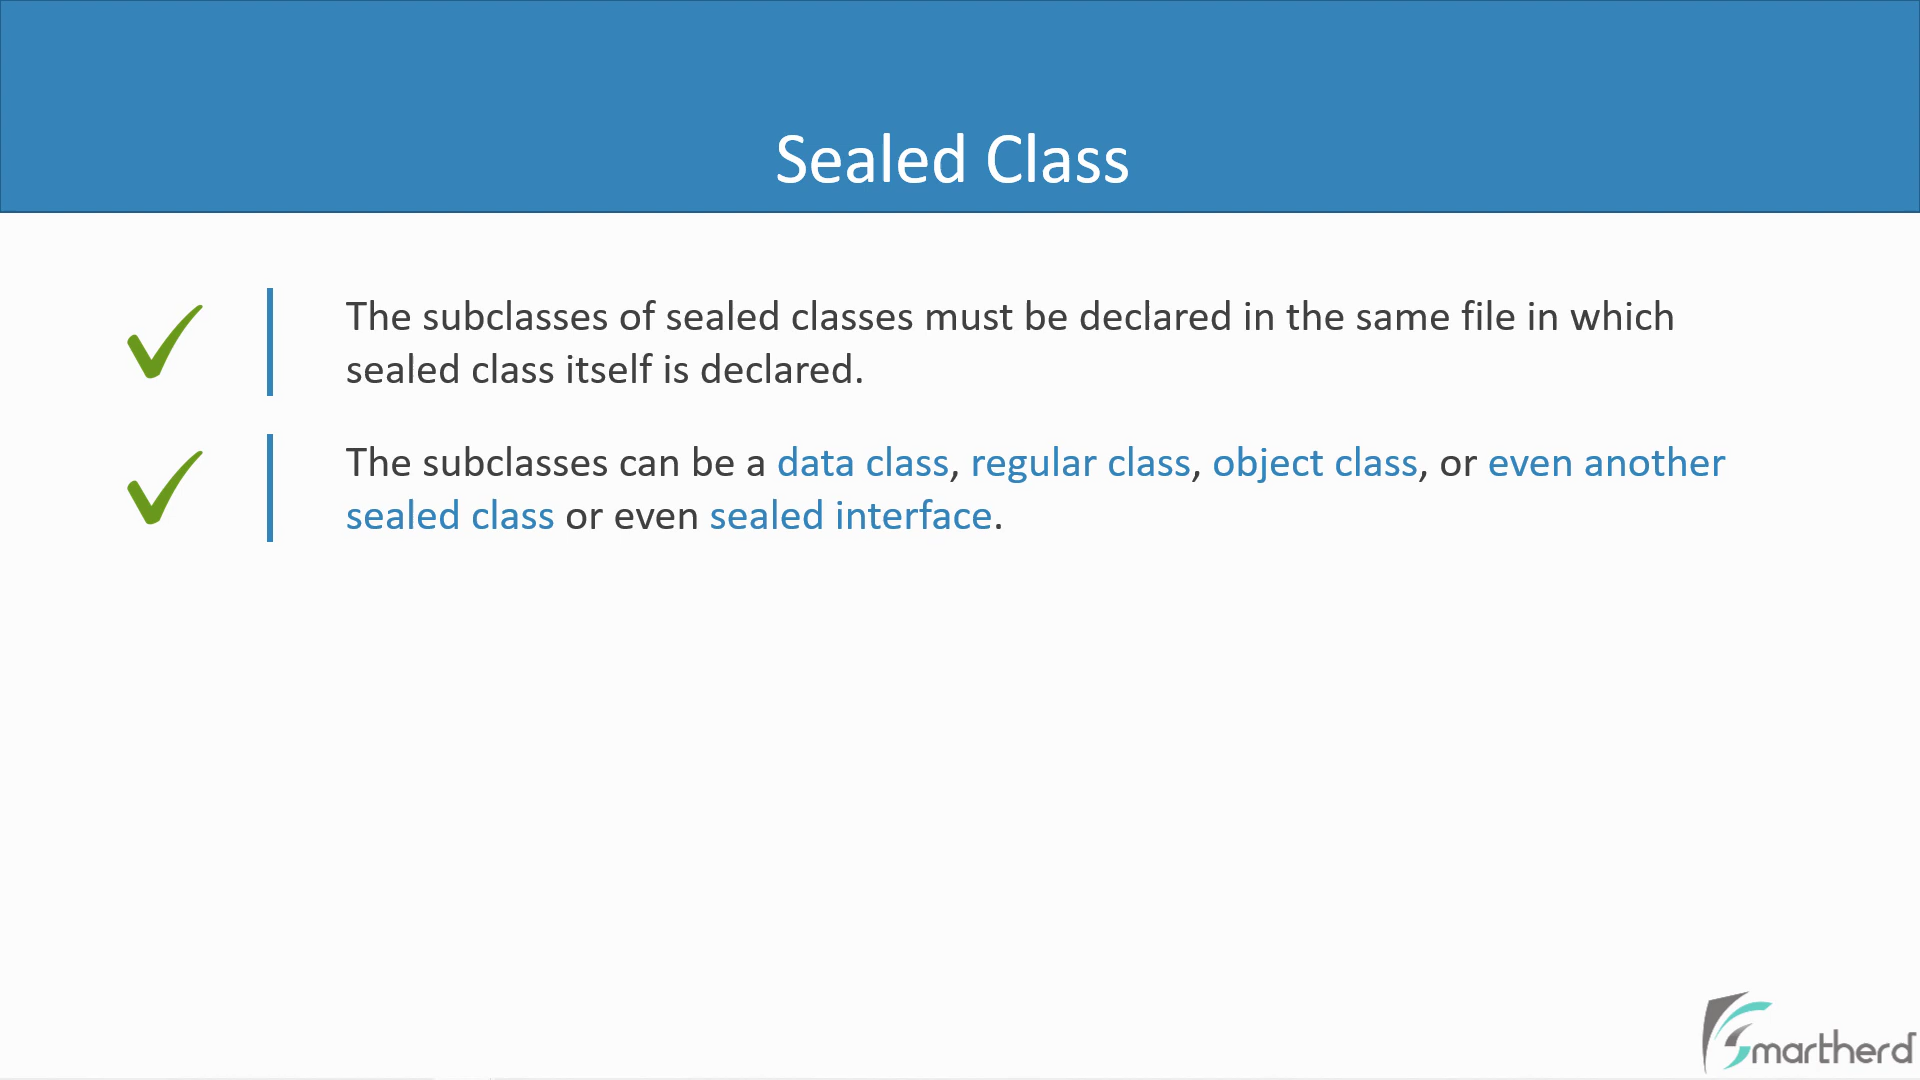 Sealed Class
The subclasses of sealed classes must be declared in the same file in which
sealed class itself is declared.
The subclasses can be a data class, regular class, object class, or even another
sealed class or even sealed interface.
Smartherd